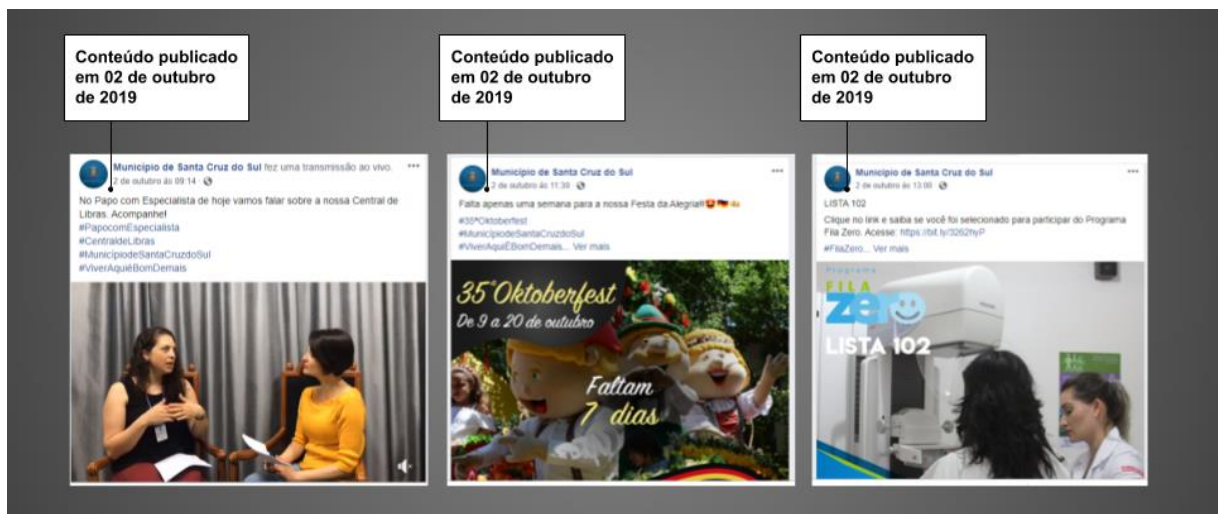 Conteúdo publicado
em 02 de outubro
de 2019
Município de Santa Cruz do Sul fez uma transmissão ao vivo.
2 de outubro às 09:14
No Papo com Especialista de hoje vamos falar sobre a nossa Central de
Libras. Acompanhe!
#PapocomEspecialista
#CentraldeLibras
#MunicípiodeSantaCruzdoSul
#ViverAquiéBomDemais
Conteúdo publicado
em 02 de outubro
de 2019
Município de Santa Cruz do Sul
2 de outubro às 11:30
Falta apenas uma semana para a nossa Festa da Alegria!!
#35ªOktoberfest
#MunicípiodeSantaCruzdoSul
#ViverAquiÉBomDemais... Ver mais
35ªOktoberfest
De 9 a 20 de outubro
Faltam
7 dias
Conteúdo publicado
em 02 de outubro
de 2019
Município de Santa Cruz do Sul
2 de outubro às 13:00
LISTA 102
Clique no link e saiba se você foi selecionado para participar do Programa
Fila Zero. Acesse: https://bit.ly/3262hyP
#FilaZero... Ver mais
Programa
FILA
zero
LISTA 102